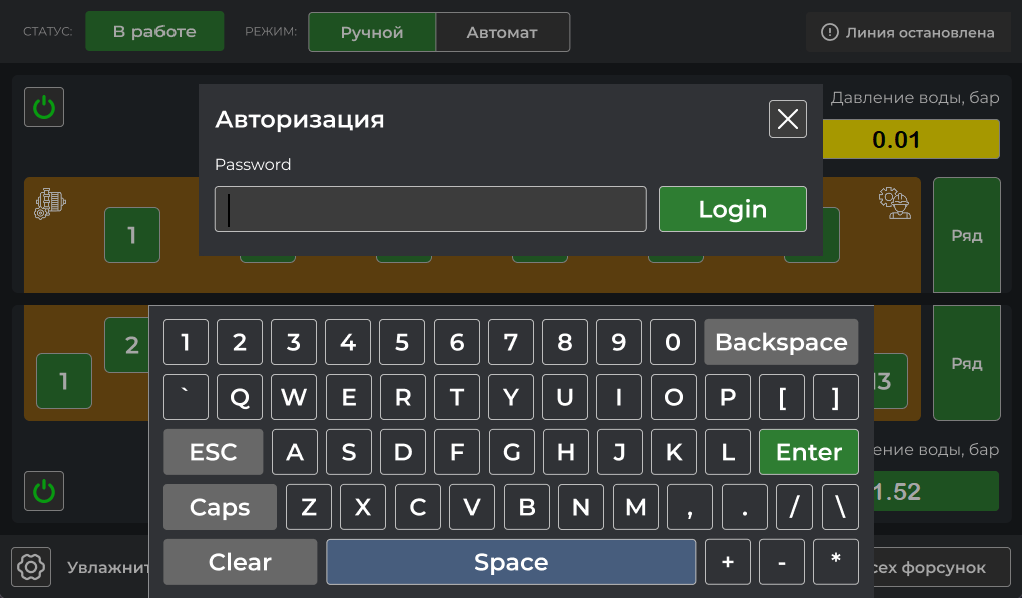 СТАТУС: В работе РЕЖИМ: Ручной Автомат Линия остановлена
Давление воды, бар
Авторизация
0.01
Password
Login
1
Ряд
1 2 3 4 5 6 7 8 9 0 Backspace
2
Ряд
1
13
` Q W E R T Y U I O P [ ]
ESC A S D F G H J K L Enter
ение воды, бар
Caps Z X C V B N M , . / \
1.52
Clear Space + - *
Увлажнит
сех форсунок